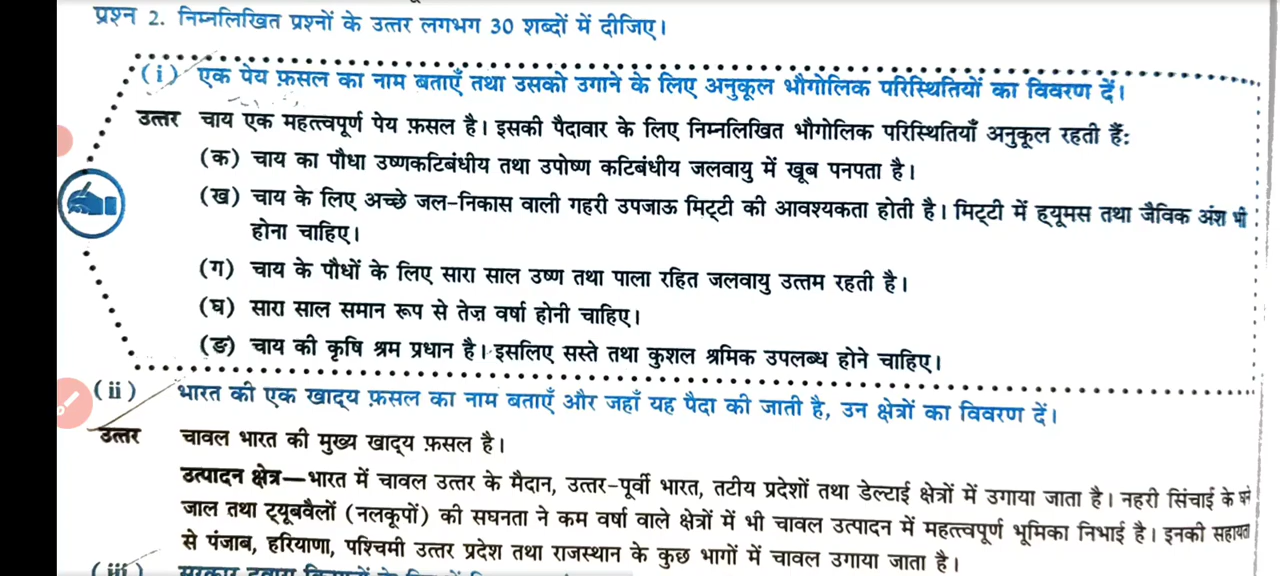 प्रश्न 2. निम्नलिखित प्रश्नों के उत्तर लगभग 30 शब्दों में दीजिए।
(i) एक पेय फ़सल का नाम बताएँ तथा उसको उगाने के लिए अनुकूल भौगोलिक परिस्थितियों का विवरण दें।
उत्तर चाय एक महत्त्वपूर्ण पेय फ़सल है। इसकी पैदावार के लिए निम्नलिखित भौगोलिक परिस्थितियाँ अनुकूल रहती हैं:
(क) चाय का पौधा उष्णकटिबंधीय तथा उपोष्ण कटिबंधीय जलवायु में खूब पनपता है।
(ख) चाय के लिए अच्छे जल-निकास वाली गहरी उपजाऊ मिट्टी की आवश्यकता होती है। मिट्टी में ह्यूमस तथा जैविक अंश भी
होना चाहिए।
(ग) चाय के पौधों के लिए सारा साल उष्ण तथा पाला रहित जलवायु उत्तम रहती है।
(घ) सारा साल समान रूप से तेज़ वर्षा होनी चाहिए।
(ङ) चाय की कृषि श्रम प्रधान है। इसलिए सस्ते तथा कुशल श्रमिक उपलब्ध होने चाहिए।
(ii) भारत की एक खाद्य फ़सल का नाम बताएँ और जहाँ यह पैदा की जाती है, उन क्षेत्रों का विवरण दें।
उत्तर चावल भारत की मुख्य खाद्य फ़सल है।
उत्पादन क्षेत्र—भारत में चावल उत्तर के मैदान, उत्तर-पूर्वी भारत, तटीय प्रदेशों तथा डेल्टाई क्षेत्रों में उगाया जाता है। नहरी सिंचाई के घने
जाल तथा ट्यूबवैलों (नलकूपों) की सघनता ने कम वर्षा वाले क्षेत्रों में भी चावल उत्पादन में महत्त्वपूर्ण भूमिका निभाई है। इनकी सहायता
से पंजाब, हरियाणा, पश्चिमी उत्तर प्रदेश तथा राजस्थान के कुछ भागों में चावल उगाया जाता है।
(iii)